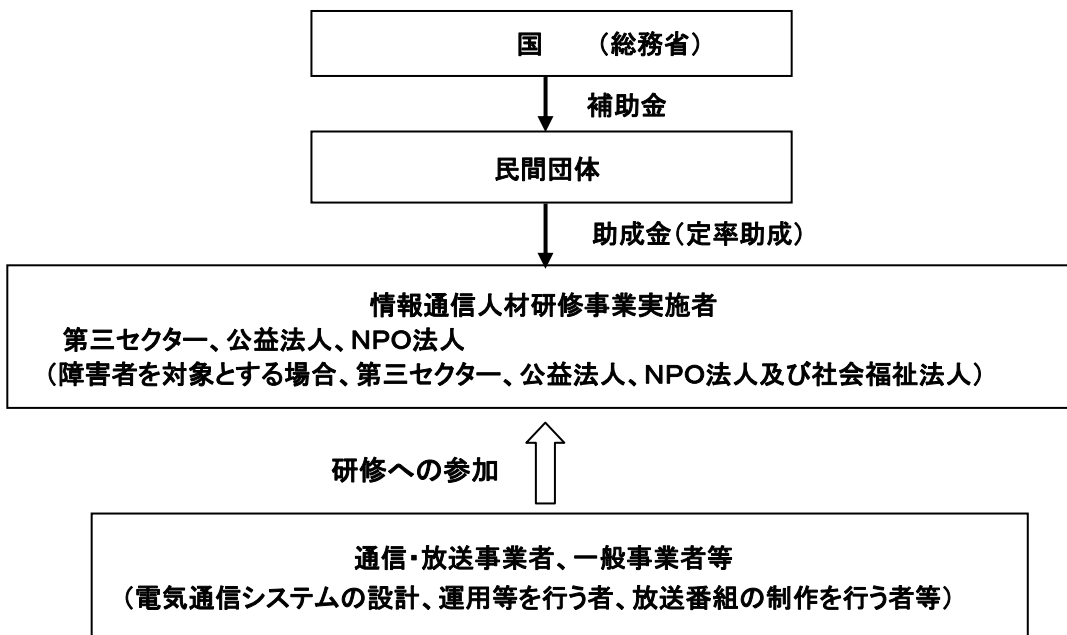 国　（総務省）
補助金
民間団体
助成金（定率助成）
情報通信人材研修事業実施者
第三セクター、公益法人、ＮＰＯ法人
（障害者を対象とする場合、第三セクター、公益法人、ＮＰＯ法人及び社会福祉法人）
研修への参加
通信・放送事業者、一般事業者等
（電気通信システムの設計、運用等を行う者、放送番組の制作を行う者等）